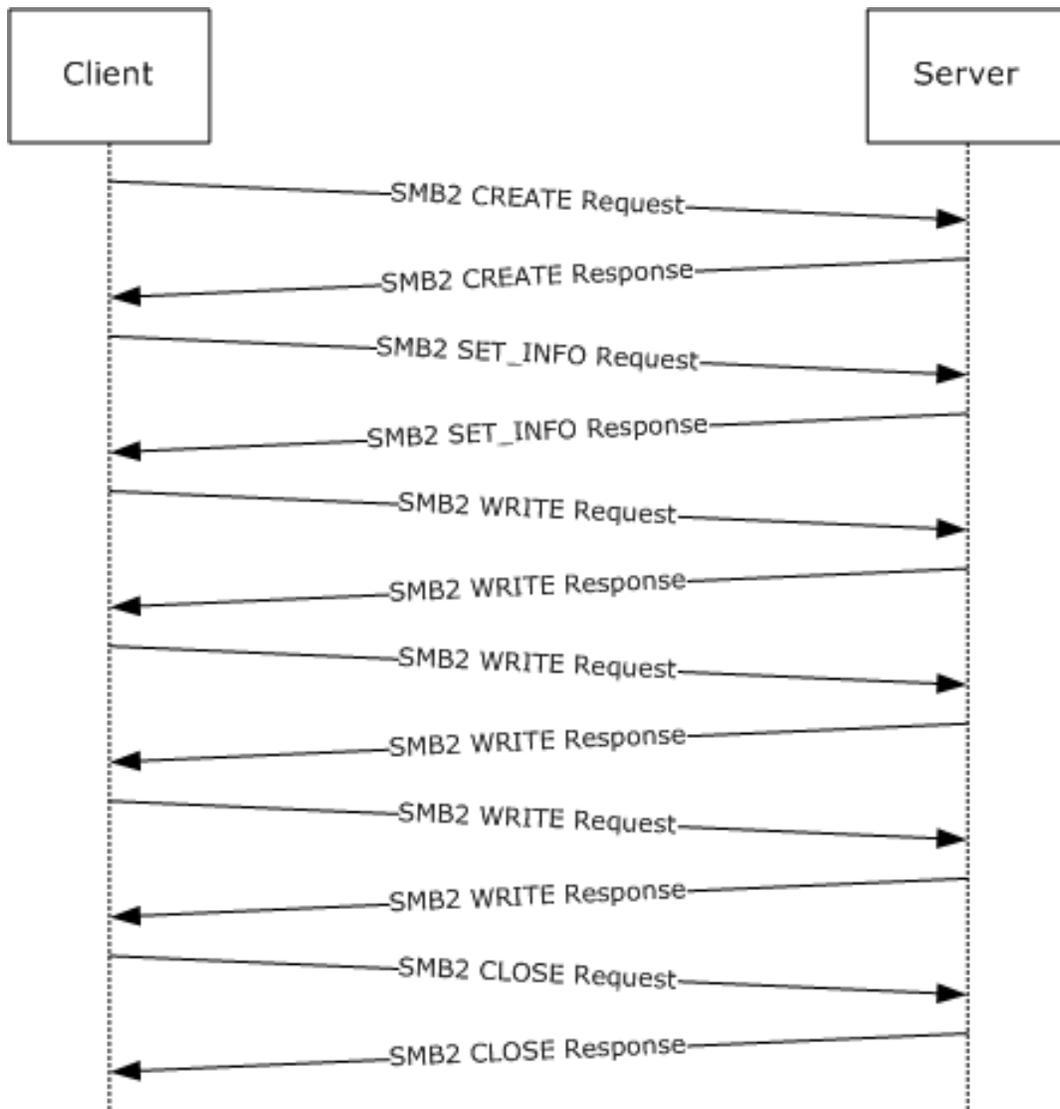 Client
Server
SMB2 CREATE Request
SMB2 CREATE Response
SMB2 SET_INFO Request
SMB2 SET_INFO Response
SMB2 WRITE Request
SMB2 WRITE Response
SMB2 WRITE Request
SMB2 WRITE Response
SMB2 WRITE Request
SMB2 WRITE Response
SMB2 CLOSE Request
SMB2 CLOSE Response